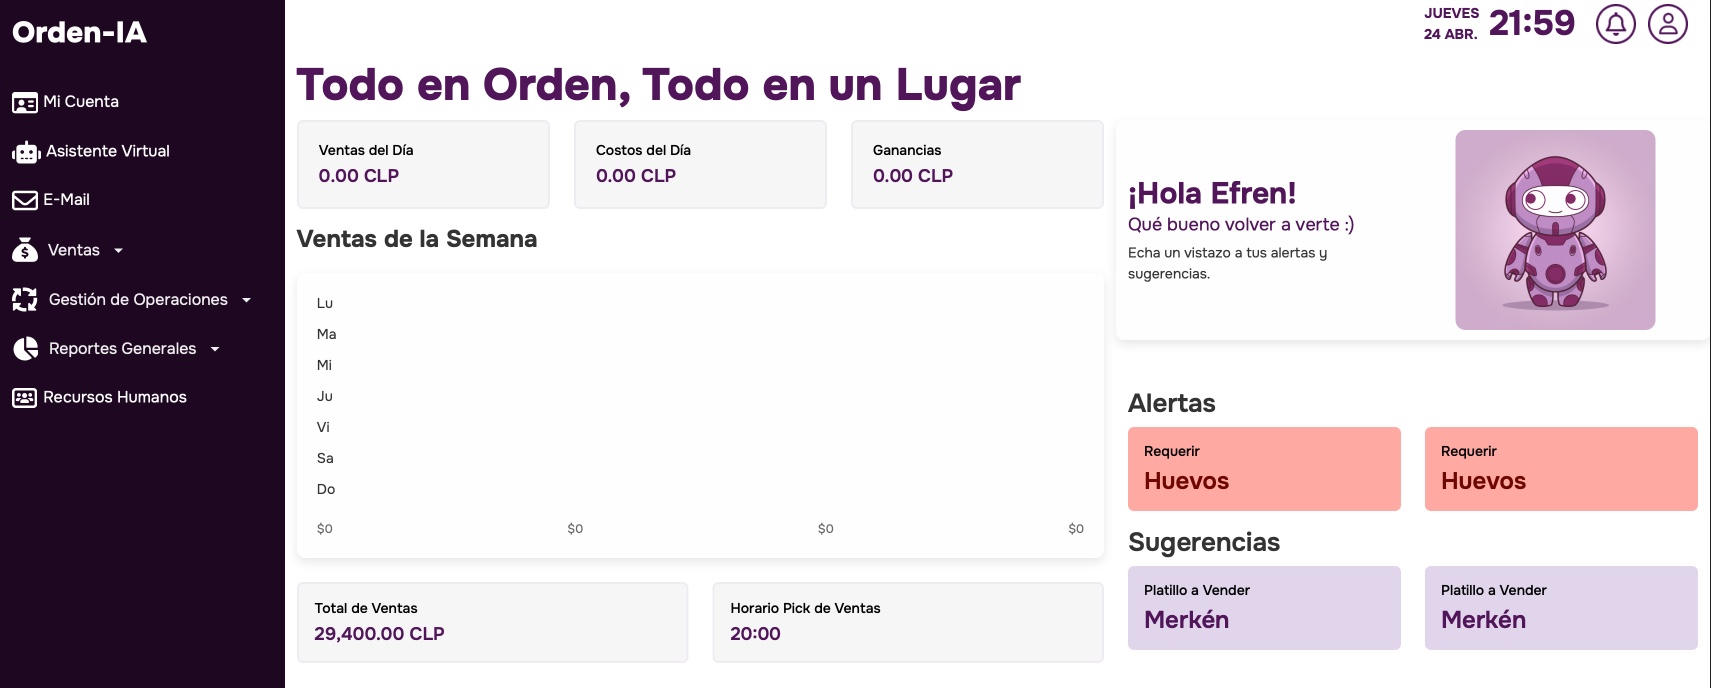 Orden-IA
Mi Cuenta
Asistente Virtual
E-Mail
Ventas
Gestión de Operaciones
Reportes Generales
Recursos Humanos
JUEVES
24 ABR.
21:59
Todo en Orden, Todo en un Lugar
Ventas del Día
0.00 CLP
Costos del Día
0.00 CLP
Ganancias
0.00 CLP
Ventas de la Semana
Lu
Ma
Mi
Ju
Vi
Sa
Do
$0 $0 $0 $0
Total de Ventas
29,400.00 CLP
Horario Pick de Ventas
20:00
¡Hola Efren!
Qué bueno volver a verte :)
Echa un vistazo a tus alertas y
sugerencias.
Alertas
Requerir
Huevos
Requerir
Huevos
Sugerencias
Platillo a Vender
Merkén
Platillo a Vender
Merkén